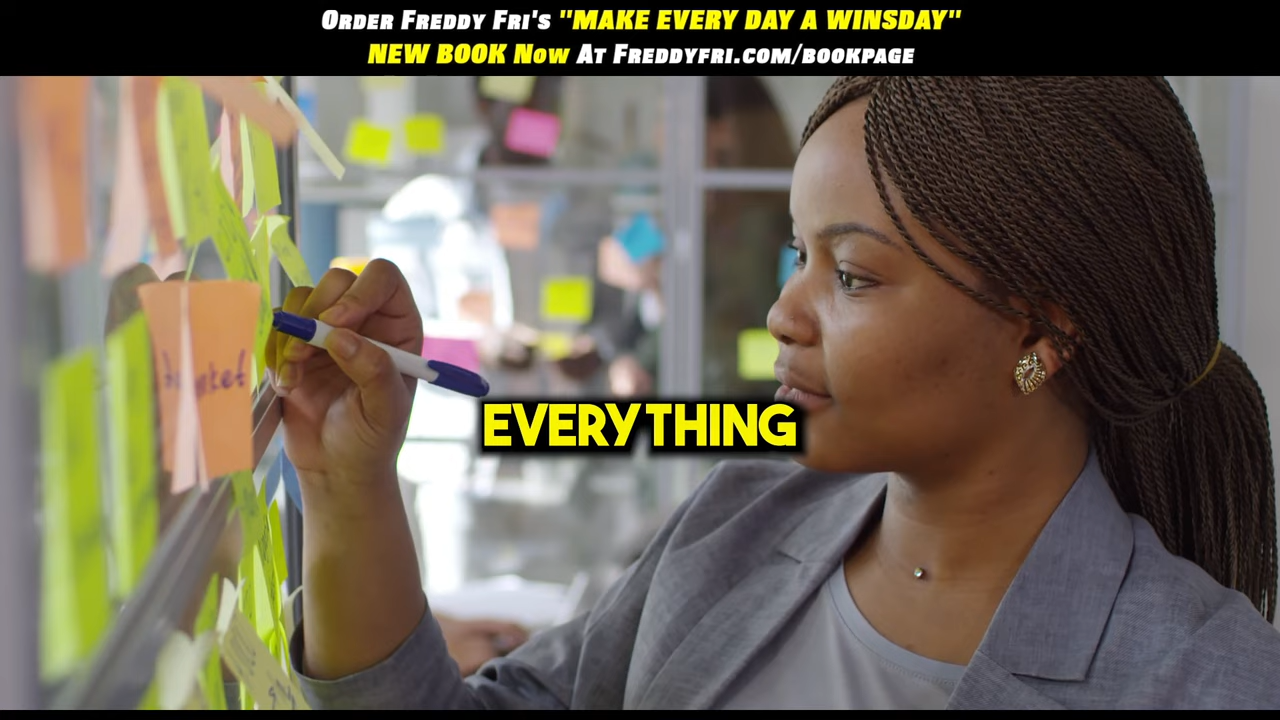 Order Freddy Fri's "MAKE EVERY DAY A WINSDAY"
NEW BOOK Now At Freddyfri.com/bookpage
EVERYTHING